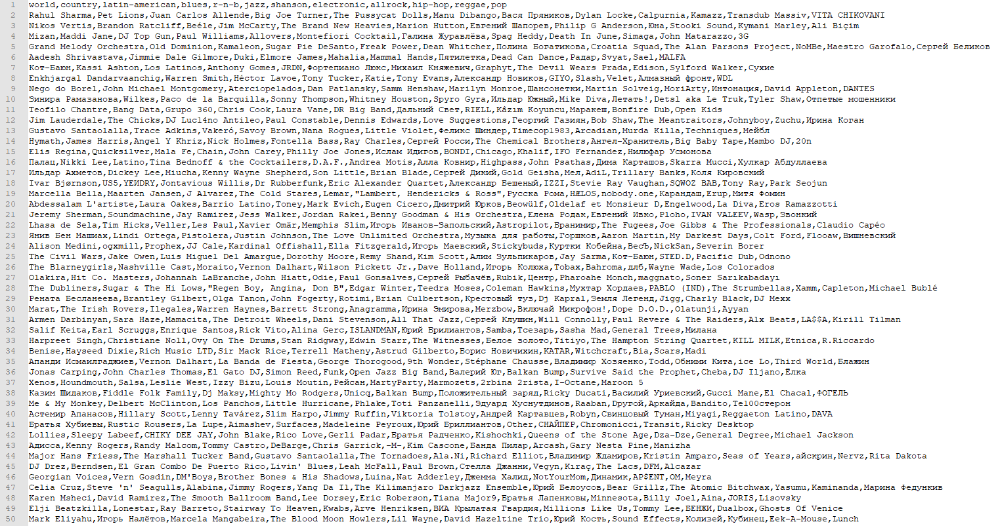 1 world,country,latin-american,blues,r-n-b,jazz,shanson,electronic,allrock,hip-hop,reggae,pop
2 Rahul Sharma,Pet Lions,Juan Carlos Allende,Big Joe Turner,The Pussycat Dolls,Manu Dibango,Вася Пряников,Dylan Locke,Calpurnia,Kamazz,Transdub Massiv,VITA CHIKOVANI
3 Nikos Vertis,Brandon Ratcliff,Beéle,Jim McCarty,The Brand New Heavies,Marion Hutton,Евгений Шапорев,Philip G Anderson,Юна,Stooki Sound,Kymani Marley,Ali Biçim
4 Mizan,Maddi Jane,DJ Top Gun,Paul Williams,Allovers,Montefiori Cocktail,Галина Журавлёва,Spag Heddy,Death In June,Simaga,John Matarazzo,3G
5 Grand Melody Orchestra,Old Dominion,Kamaleon,Sugar Pie DeSanto,Freak Power,Dean Whitcher,Полина Богатикова,Croatia Squad,The Alan Parsons Project,NoMBe,Maestro Garofalo,Сергей Беликов
6 Aadesh Shrivastava,Jimmie Dale Gilmore,Duki,Elmore James,Mahalia,Mammal Hands,Пятилетка,Dead Can Dance,Радар,Svyat,Sael,MALFA
7 Кот-Баюн,Kassi Ashton,Los Latinos,Anthony Gomes,JRDN,Фортепиано Люкс,Михаил Княжевич,Graphyt,The Devil Wears Prada,Edison,Sylford Walker,Сухие
8 Enkhjargal Dandarvaanchig,Warren Smith,Héctor Lavoe,Tony Tucker,Katie,Tony Evans,Александр Новиков,GIYO,Slash,Velet,Алмазный фронт,WDL
9 Nego do Borel,John Michael Montgomery,Aterciopelados,Dan Patlansky,Samm Henshaw,Marilyn Monroe,Шансонетки,Martin Solveig,MoriArty,Интонация,David Appleton,DANTES
10 Зинира Рамазанова,Wilkes,Paco de la Barquilla,Sonny Thompson,Whitney Houston,Spyro Gyra,Ильдар Южный,Mike Diva,Летать!,Detsl aka Le Truk,Tyler Shaw,Отпетые мошенники
11 Teofilo Chantre,Bang Data,Grupo 360,Chris Cook,Laura Vane,DR Big Band,Дальний Свет,RIELL,Kâzım Koyuncu,Маракеш,Bonfire Dub,Open Kids
12 Jim Lauderdale,The Chicks,DJ Luc14no Antileo,Paul Constable,Dennis Edwards,Love Suggestions,Георгий Газиян,Bob Shaw,The Meantraitors,Johnyboy,Zuchu,Ирина Коган
13 Gustavo Santaolalla,Trace Adkins,Vakeró,Savoy Brown,Nana Rogues,Little Violet,Феликс Шиндер,Timecop1983,Arcadian,Murda Killa,Techniques,Мейбл
14 Hymath,James Harris,Angel Y Khriz,Nick Holmes,Fontella Bass,Ray Charles,Сергей Росси,The Chemical Brothers,Ангел-Хранитель,Big Baby Tape,Mambo DJ,20n
15 Elis Regina,Quicksilver,Mala Fe,Chain,John Carey,Philly Joe Jones,Ислам Идигов,BONDI,Chicago,Khalif,IFO Fernandez,Нилюфар Усмонова
16 Палац,Nikki Lee,Latino,Tina Bednoff & the Cocktailers,D.A.F.,Andrea Motis,Алла Ковнир,Highpass,John Psathas,Дима Карташов,Skarra Mucci,Хулкар Абдуллаева
17 Ильдар Ахметов,Dickey Lee,Miucha,Kenny Wayne Shepherd,Son Little,Brian Blade,Сергей Дикий,Gold Geisha,Мел,AdiL,Trillary Banks,Коля Кировский
18 Ivar Bjørnson,US5,YEИDRY,Jontavious Willis,Dr Rubberfunk,Eric Alexander Quartet,Александр Бешеный,IZZI,Stevie Ray Vaughan,SQWOZ BAB,Tony Ray,Park Seojun
19 Marcella Bella,Maarten Jansen,J Alvarez,The Cold Stares,Lemar,"Lambert, Hendericks & Ross",Русска Рома,HÆLOS,nobody.one,Карандаш,Erup,Митя Фомин
20 Abdessalam L'artiste,Laura Oakes,Barrio Latino,Toney,Mark Evich,Eugen Cicero,Дмитрий Юрков,Beowülf,Oldelaf et Monsieur D,Engelwood,La Diva,Eros Ramazzotti
21 Jeremy Sherman,Soundmachine,Jay Ramirez,Jess Walker,Jordan Rakei,Benny Goodman & His Orchestra,Елена Родак,Евгений Ивко,Ploho,IVAN VALEEV,Wasp,Звонкий
22 Lhasa de Sela,Tim Hicks,Veller,Les Paul,Xavier Omär,Memphis Slim,Игорь Иванов-Запольский,Astropilot,Бранимир,The Fugees,Joe Gibbs & The Professionals,Claudio Capéo
23 Янив Бен Машиах,Lindi Ortega,Pistolera,Justin Johnson,The Love Unlimited Orchestra,Музыка для работы,Горшков,Aaron Martin,My Darkest Days,Colt Ford,Flooaw,Вишневский
24 Alison Medini,ogxmill,Prophex,JJ Cale,Kardinal Offishall,Ella Fitzgerald,Игорь Маевский,Stickybuds,Куртки Кобейна,ВесЪ,NickSan,Severin Borer
25 The Civil Wars,Jake Owen,Luis Miguel Del Amargue,Dorothy Moore,Remy Shand,Kim Scott,Алим Зульпикаров,Jay Sarma,Кот-Баюн,STED.D,Pacific Dub,Odnono
26 The Blarneygirls,Nashville Cast,Moraito,Vernon Dalhart,Wilson Pickett Jr.,Dave Holland,Игорь Колюха,Tobax,Bahroma,длб,Wayne Wade,Los Colorados
27 Olakira,Hit Co. Masters,Johannah LaBranche,John Hiatt,Odie,Paul Gonsalves,Сергей Рыбачёв,Rubik,Центр,Pharoahe Monch,maggnato,Soner Sarıkabadayı
28 The Dubliners,Sugar & The Hi Lows,"Regen Boy, Angina, Don B",Edgar Winter,Teedra Moses,Coleman Hawkins,Мухтар Хордаев,PABLO (IND),The Strumbellas,Xamm,Capleton,Michael Bublé
29 Рената Бесланеева,Brantley Gilbert,Olga Tanon,John Fogerty,Rotimi,Brian Culbertson,Крестовый туз,Dj Kapral,Земля Легенд,Jigg,Charly Black,DJ Mexx
30 Marat,The Irish Rovers,Ilegales,Warren Haynes,Barrett Strong,Anagramma,Ирина Эмирова,Merzbow,Включай Микрофон!,Dope D.O.D.,Olatunji,Ayyan
31 Armen Darbinyan,Sara Haze,Mamacita,The Detroit Wheels,Dani Stevenson,All That Jazz,Сергей Клушин,Will Connolly,Paul Revere & The Raiders,Alx Beats,LA$$A,Kirill Tilman
32 Salif Keita,Earl Scruggs,Enrique Santos,Rick Vito,Alina Gerc,ISLANDMAN,Юрий Брилиантов,Samba,Тсезарь,Sasha Mad,General Trees,Милана
33 Harpreet Singh,Christiane Noll,Ovy On The Drums,Stan Ridgway,Edwin Starr,The Witnesses,Белое золото,Titiyo,The Hampton String Quartet,KILL MILK,Etnica,R.Riccardo
34 Benise,Hayseed Dixie,Rich Music LTD,Sir Mack Rice,Terrell Matheny,Astrud Gilberto,Борис Новичихин,KATAR,Witchcraft,Bia,Scars,Madi
35 Апанди Исмаилгаджиев,Vernon Dalhart,La Banda de Fiesta,George Thorogood,9th Wonder,Stéphane Chausse,Владимир Хозяенко,Todd,Обними Кита,ice Lo,Third World,Блажин
36 Jonas Carping,John Charles Thomas,El Gato DJ,Simon Reed,Funk,Open Jazz Big Band,Валерий Юг,Balkan Bump,Survive Said the Prophet,Cheba,DJ Iljano,Ёлка
37 Xenos,Houndmouth,Salsa,Leslie West,Izzy Bizu,Louis Moutin,Рейсан,MartyParty,Marmozets,2rbina 2rista,I-Octane,Maroon 5
38 Казим Шидаков,Fiddle Folk Family,Dj Maksy,Mighty Mo Rodgers,Unicq,Balkan Bump,Положительный заряд,Ricky Ducati,Василий Уриевский,Gucci Mane,El Chacal,ФОГЕЛЬ
39 Me & My Monkey,Delbert McClinton,Los Panchos,Little Hurricane,Phlake,Toti Panzanelli,Эдуард Хуснутдинов,Raaban,Dругой,Аркайда,Bandito,Те100стерон
40 Астемир Апанасов,Hillary Scott,Lenny Tavárez,Slim Harpo,Jimmy Ruffin,Viktoria Tolstoy,Андрей Картавцев,Robyn,Свинцовый Туман,Miyagi,Reggaeton Latino,DAVA
41 Братья Хубиевы,Rustic Rousers,La Lupe,Aimashev,Surfaces,Madeleine Peyroux,Юрий Бриллиантов,Other,СНАЙПЕР,Chromonicci,Transit,Ricky Desktop
42 Lollies,Sleepy Labeef,CHIKY DEE JAY,John Blake,Rico Love,Gerli Padar,Братья Радченко,Kishochki,Queens of the Stone Age,Dza-Dze,General Degree,Michael Jackson
43 Адисса,Kenny Rogers,Randy Malcom,Tommy Castro,DeBarge,Chris Garrick,-M-,Kim Cascone,Банда Пилар,Arcash,Gary Nesta Pine,Manizha
44 Major Hans Friess,The Marshall Tucker Band,Gustavo Santaolalla,The Tornadoes,Ala.Ni,Richard Elliot,Владимир Ждамиров,Kristin Amparo,Seas of Years,айскрин,Nervz,Rita Dakota
45 DJ Drez,Berndsen,El Gran Combo De Puerto Rico,Livin' Blues,Leah McFall,Paul Brown,Стелла Джанни,Vegyn,Kıraç,The Lacs,DFM,Alcazar
46 Georgian Voices,Vern Gosdin,DM'Boys,Brother Bones & His Shadows,Luina,Nat Adderley,Джемма Халид,NotYourMom,Динамик,AP$ENT,OM,Meyra
47 Celia Cruz,Steve 'n' Seagulls,Alabina,Jimmy Rogers,Yang Da Il,The Kilimanjaro Darkjazz Ensemble,Юрий Белоусов,Bear Grillz,The Atomic Bitchwax,Yasumu,Kaminanda,Марина Федункив
48 Karen Msheci,David Ramirez,The Smooth Ballroom Band,Lee Dorsey,Eric Roberson,Tiana Major9,Братья Лапенковы,Minnesota,Billy Joel,Aina,JORIS,Lisovsky
49 Elji Beatzkilla,Lonestar,Ray Barreto,Stairway To Heaven,Kwabs,Arve Henriksen,ВИА Крылатая Гвардия,Millions Like Us,Tommy Lee,БЕНЖИ,Dualbox,Ghosts Of Venice
50 Mark Eliyahu,Игорь Налётов,Marcela Mangabeira,The Blood Moon Howlers,Lil Wayne,David Hazeltine Trio,Юрий Кость,Sound Effects,Колизей,Кубинец,Eek-A-Mouse,Lunch